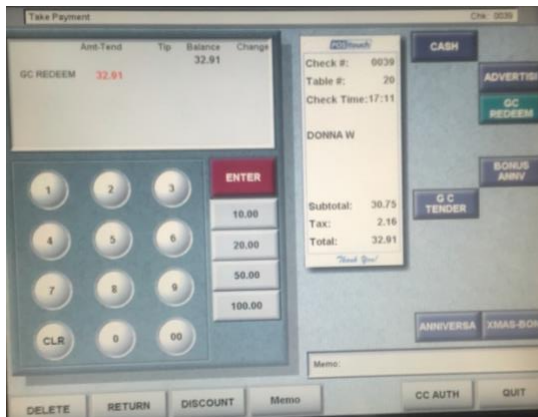 Take Payment
Chk: 0039
Amt-Tend Tip Balance Change
32.91
GC REDEEM 32.91
POStouch
Check #: 0039
Table #: 20
Check Time:17:11
DONNA W
Subtotal: 30.75
Tax: 2.16
Total: 32.91
Thank You!
CASH
ADVERTISI
GC
REDEEM
BONUS
ANNV
G C
TENDER
ANNIVERSA
XMAS-BON
1
2
3
ENTER
10.00
4
5
6
20.00
50.00
7
8
9
100.00
CLR
0
00
Memo:
DELETE
RETURN
DISCOUNT
Memo
CC AUTH
QUIT